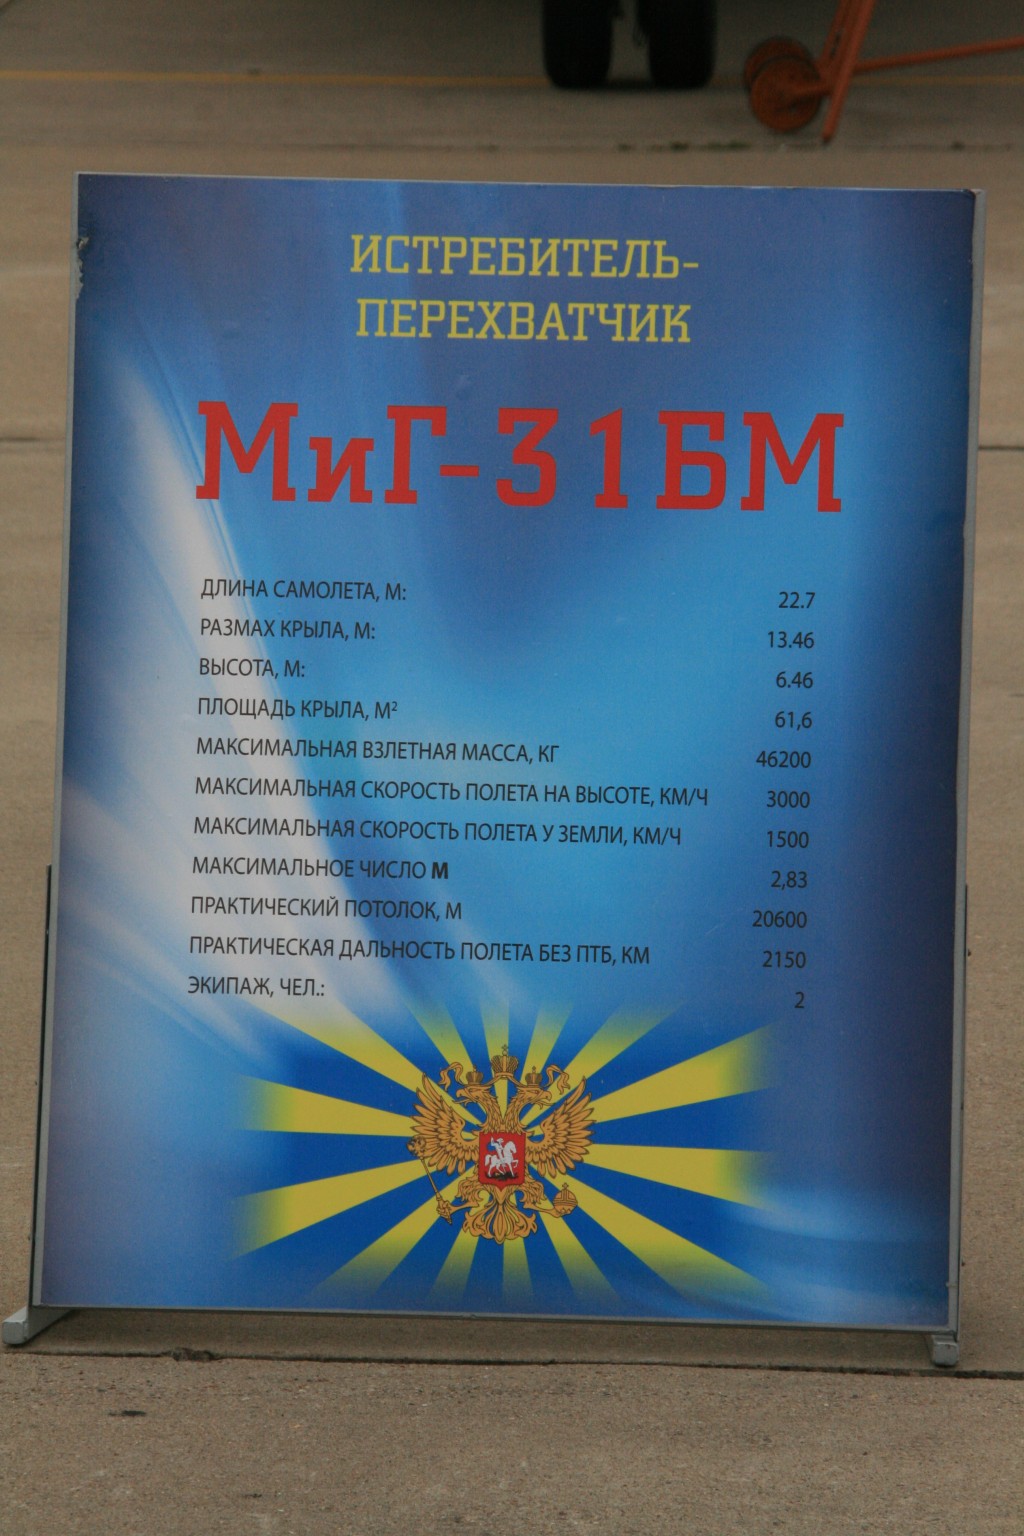 ИСТРЕБИТЕЛЬ-
ПЕРЕХВАТЧИК
МиГ-31БМ
ДЛИНА САМОЛЕТА, М: 22.7
РАЗМАХ КРЫЛА, М: 13.46
ВЫСОТА, М: 6.46
ПЛОЩАДЬ КРЫЛА, М² 61,6
МАКСИМАЛЬНАЯ ВЗЛЕТНАЯ МАССА, КГ 46200
МАКСИМАЛЬНАЯ СКОРОСТЬ ПОЛЕТА НА ВЫСОТЕ, КМ/Ч 3000
МАКСИМАЛЬНАЯ СКОРОСТЬ ПОЛЕТА У ЗЕМЛИ, КМ/Ч 1500
МАКСИМАЛЬНОЕ ЧИСЛО М 2,83
ПРАКТИЧЕСКИЙ ПОТОЛОК, М 20600
ПРАКТИЧЕСКАЯ ДАЛЬНОСТЬ ПОЛЕТА БЕЗ ПТБ, КМ 2150
ЭКИПАЖ, ЧЕЛ.: 2